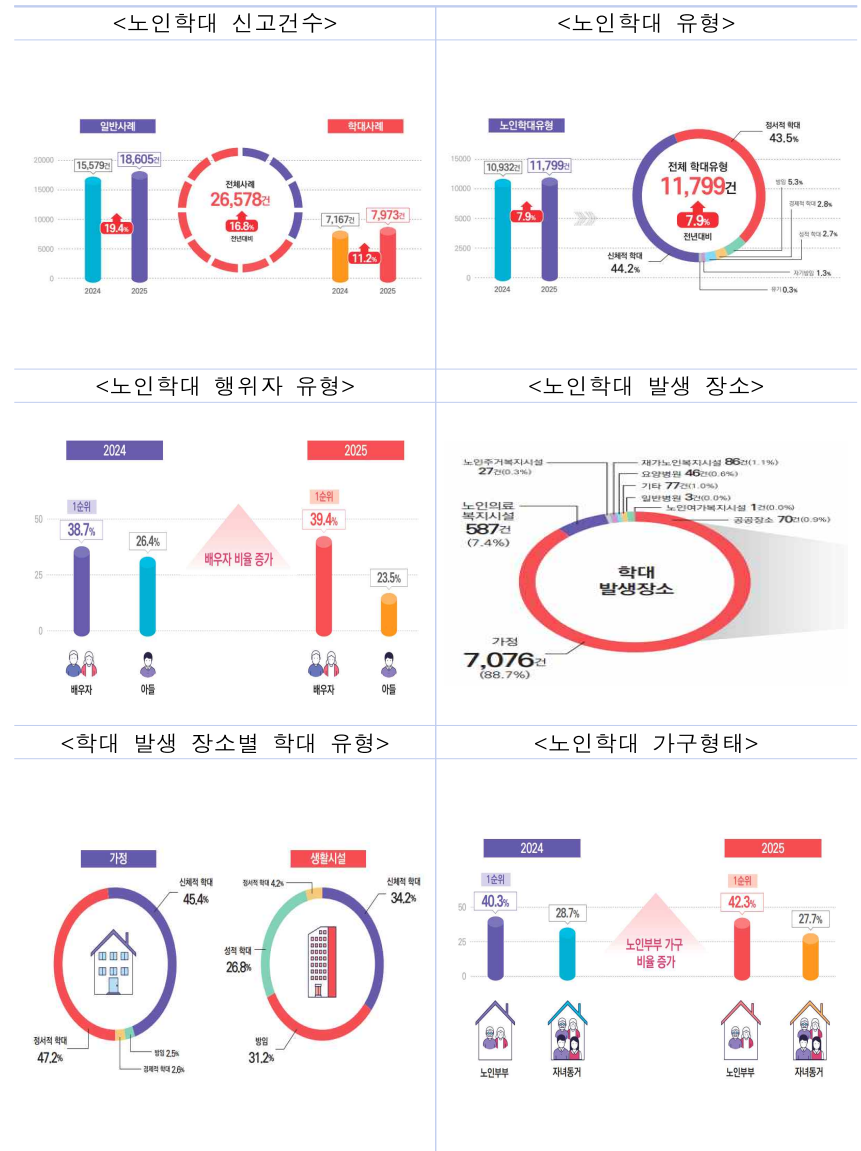 <노인학대 신고건수>
일반사례
학대사례
20000
15000
10000
5000
0
15,579건
18,605건
19.4%
2024
2025
전체사례
26,578건
16.8%
전년대비
7,167건
7,973건
11.2%
2024
2025
<노인학대 유형>
노인학대유형
15000
10000
5000
2500
0
10,932건
11,799건
7.9%
2024
2025
전체 학대유형
11,799건
7.9%
전년대비
정서적 학대
43.5%
방임 5.3%
경제적 학대 2.8%
성적 학대 2.7%
자기방임 1.3%
유기 0.3%
신체적 학대
44.2%
<노인학대 행위자 유형>
2024
2025
50
25
0
1순위
38.7%
26.4%
배우자 비율 증가
1순위
39.4%
23.5%
배우자
아들
배우자
아들
<노인학대 발생 장소>
노인주거복지시설
27건(0.3%)
노인의료
복지시설
587건
(7.4%)
재가노인복지시설 86건(1.1%)
요양병원 46건(0.6%)
기타 77건(1.0%)
일반병원 3건(0.0%)
노인여가복지시설 1건(0.0%)
공공장소 70건(0.9%)
학대
발생장소
가정
7,076건
(88.7%)
<학대 발생 장소별 학대 유형>
가정
신체적 학대
45.4%
정서적 학대
47.2%
방임 2.5%
경제적 학대 2.6%
생활시설
정서적 학대 4.2%
신체적 학대
34.2%
성적 학대
26.8%
방임
31.2%
<노인학대 가구형태>
2024
2025
50
25
0
1순위
40.3%
28.7%
노인부부 가구
비율 증가
1순위
42.3%
27.7%
노인부부
자녀동거
노인부부
자녀동거